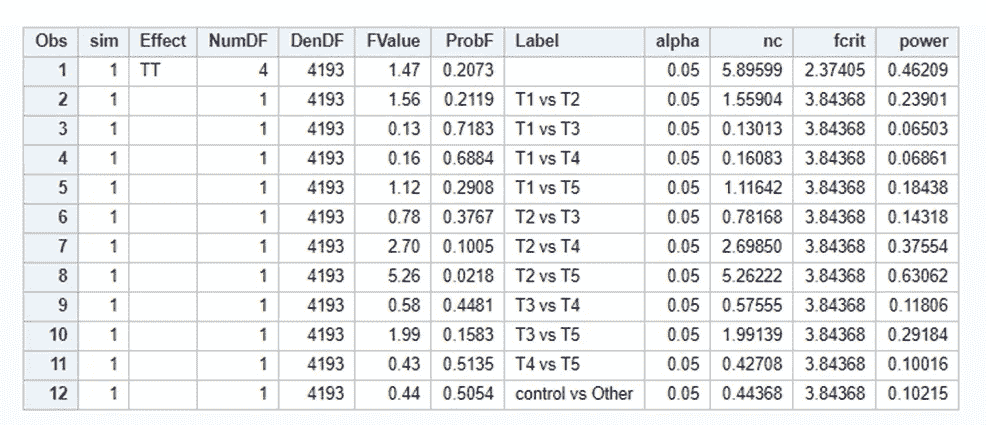 Obs sim Effect NumDF DenDF FValue ProbF Label alpha nc fcrit power
1 1 TT 4 4193 1.47 0.2073 0.05 5.89599 2.37405 0.46209
2 1 1 4193 1.56 0.2119 T1 vs T2 0.05 1.55904 3.84368 0.23901
3 1 1 4193 0.13 0.7183 T1 vs T3 0.05 0.13013 3.84368 0.06503
4 1 1 4193 0.16 0.6884 T1 vs T4 0.05 0.16083 3.84368 0.06861
5 1 1 4193 1.12 0.2908 T1 vs T5 0.05 1.11642 3.84368 0.18438
6 1 1 4193 0.78 0.3767 T2 vs T3 0.05 0.78168 3.84368 0.14318
7 1 1 4193 2.70 0.1005 T2 vs T4 0.05 2.69850 3.84368 0.37554
8 1 1 4193 5.26 0.0218 T2 vs T5 0.05 5.26222 3.84368 0.63062
9 1 1 4193 0.58 0.4481 T3 vs T4 0.05 0.57555 3.84368 0.11806
10 1 1 4193 1.99 0.1583 T3 vs T5 0.05 1.99139 3.84368 0.29184
11 1 1 4193 0.43 0.5135 T4 vs T5 0.05 0.42708 3.84368 0.10016
12 1 1 4193 0.44 0.5054 control vs Other 0.05 0.44368 3.84368 0.10215